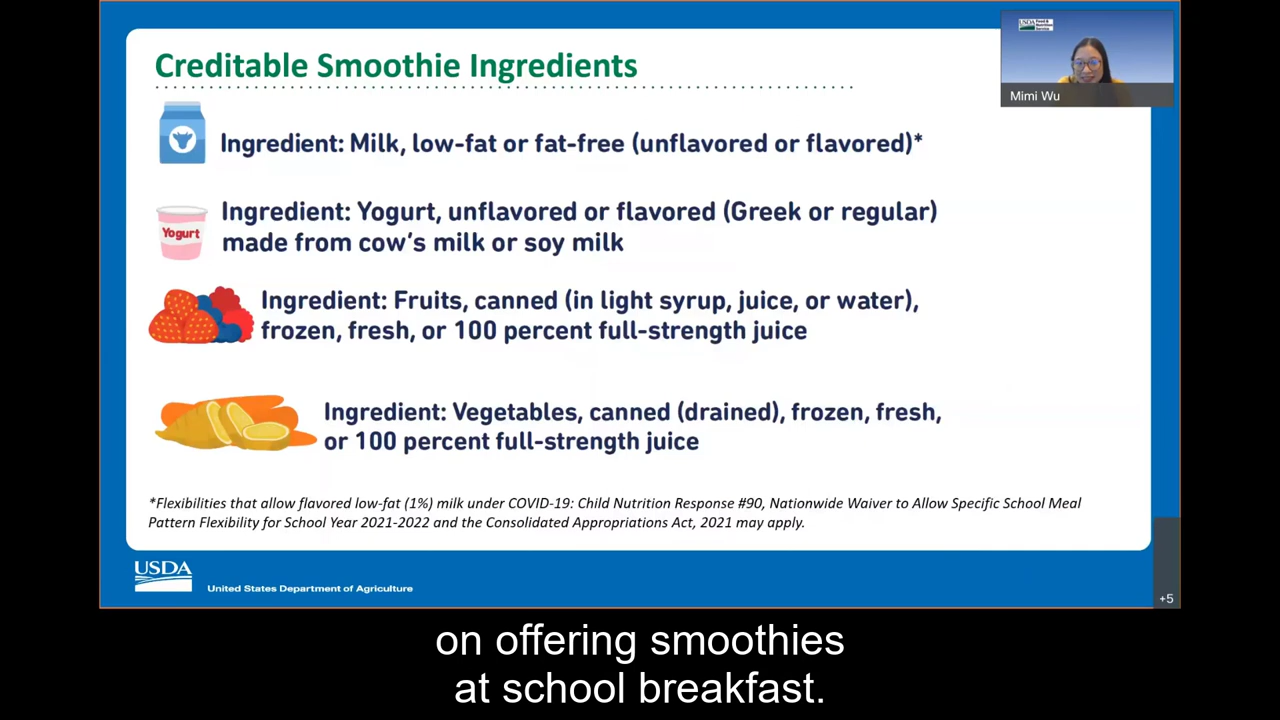 Creditable Smoothie Ingredients
USDA Food & Nutrition Service
Mimi Wu
Ingredient: Milk, low-fat or fat-free (unflavored or flavored)*
Yogurt
Ingredient: Yogurt, unflavored or flavored (Greek or regular)
made from cow's milk or soy milk
Ingredient: Fruits, canned (in light syrup, juice, or water),
frozen, fresh, or 100 percent full-strength juice
Ingredient: Vegetables, canned (drained), frozen, fresh,
or 100 percent full-strength juice
*Flexibilities that allow flavored low-fat (1%) milk under COVID-19: Child Nutrition Response #90, Nationwide Waiver to Allow Specific School Meal
Pattern Flexibility for School Year 2021-2022 and the Consolidated Appropriations Act, 2021 may apply.
USDA
United States Department of Agriculture
+5
on offering smoothies
at school breakfast.